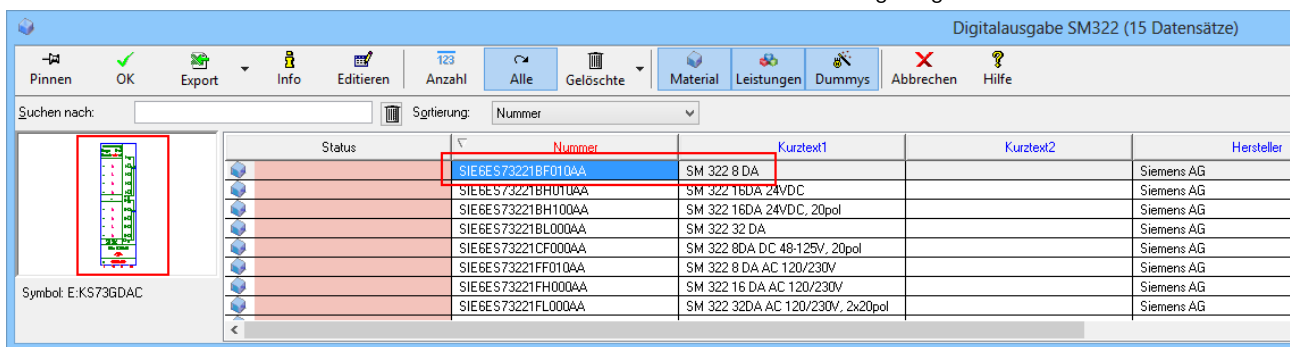 Digitalausgabe SM322 (15 Datensätze)
Pinnen OK Export Info Editieren 123 Anzahl Alle Gelöschte Material Leistungen Dummys Abbrechen Hilfe
Suchen nach: Sortierung: Nummer
Status Nummer Kurztext1 Kurztext2 Hersteller
SIE6ES73221BF010AA SM 322 8 DA Siemens AG
SIE6ES73221BH010AA SM 322 16DA 24VDC Siemens AG
SIE6ES73221BH100AA SM 322 16DA 24VDC, 20pol Siemens AG
SIE6ES73221BL000AA SM 322 32 DA Siemens AG
SIE6ES73221CF000AA SM 322 8DA DC 48-125V, 20pol Siemens AG
SIE6ES73221FF010AA SM 322 8 DA AC 120/230V Siemens AG
SIE6ES73221FH000AA SM 322 16 DA AC 120/230V Siemens AG
SIE6ES73221FL000AA SM 322 32DA AC 120/230V, 2x20pol Siemens AG
Symbol: E:KS73GDAC